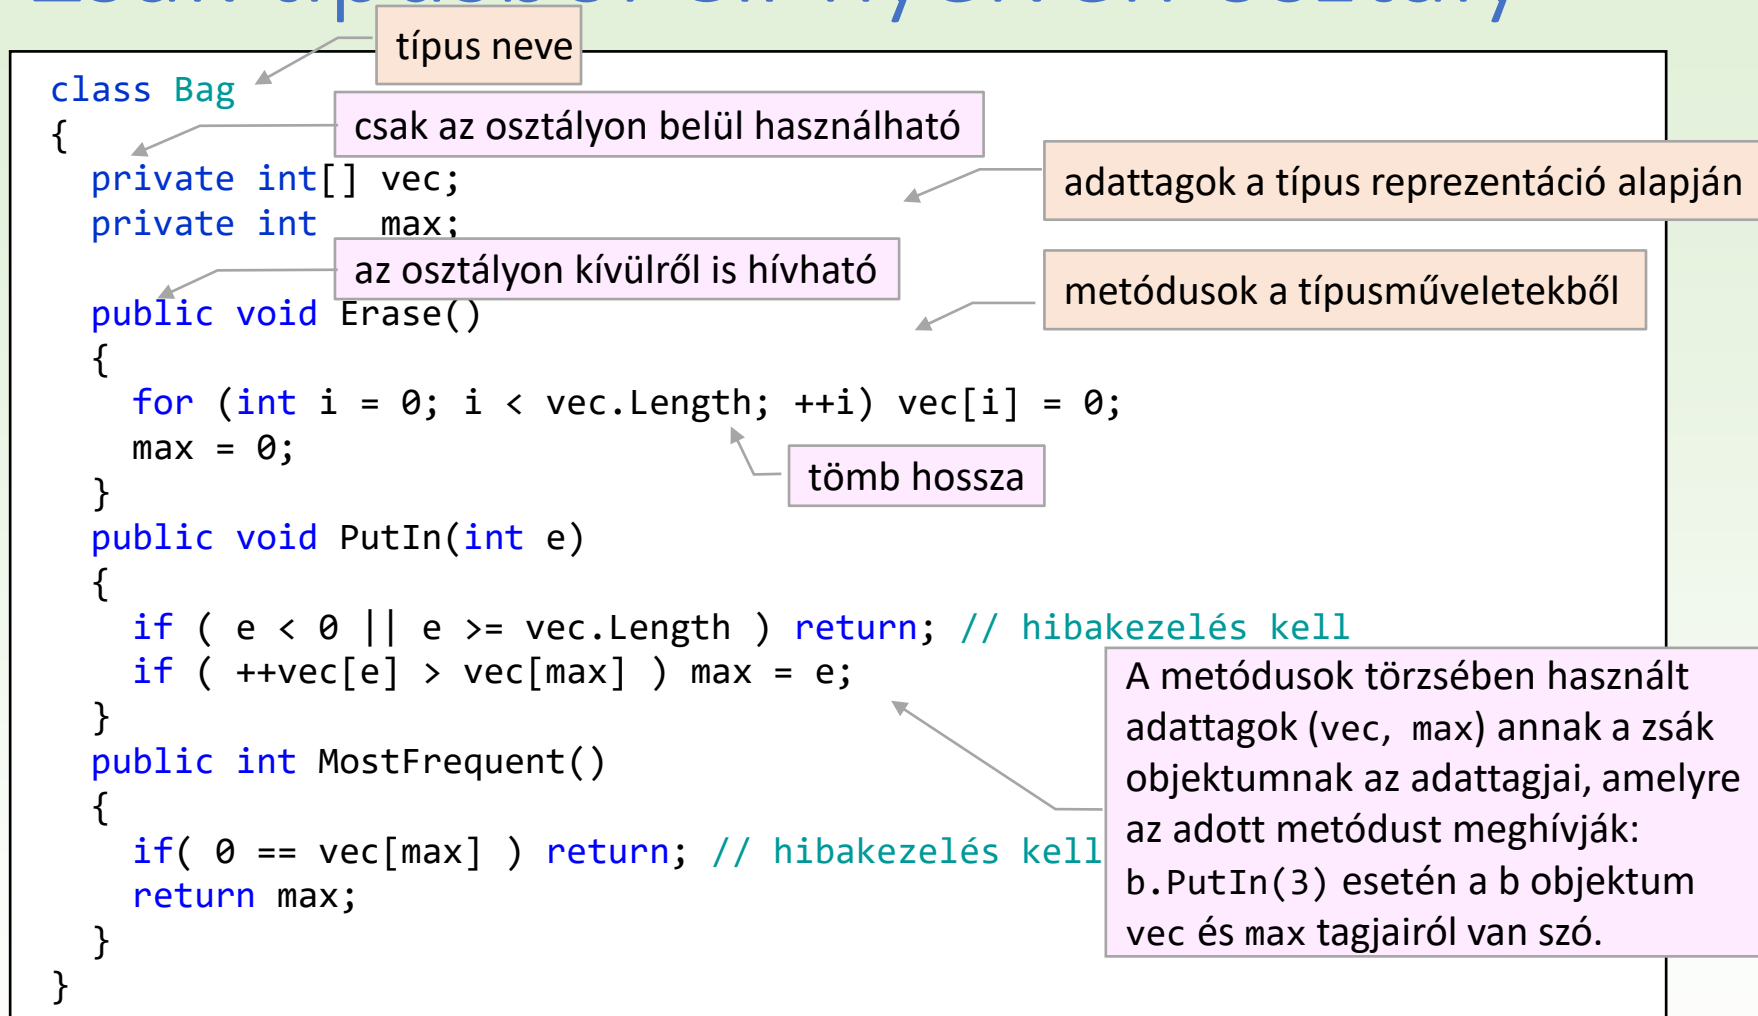 típus neve
class Bag
{
csak az osztályon belül használható
private int[] vec;
adattagok a típus reprezentáció alapján
private int   max;
az osztályon kívülről is hívható
metódusok a típusműveletekből
public void Erase()
{
for (int i = 0; i < vec.Length; ++i) vec[i] = 0;
max = 0;
tömb hossza
}
public void PutIn(int e)
{
if ( e < 0 || e >= vec.Length ) return; // hibakezelés kell
if ( ++vec[e] > vec[max] ) max = e;
}
public int MostFrequent()
{
if( 0 == vec[max] ) return; // hibakezelés kell
return max;
}
}
A metódusok törzsében használt
adattagok (vec, max) annak a zsák
objektumnak az adattagjai, amelyre
az adott metódust meghívják:
b.PutIn(3) esetén a b objektum
vec és max tagjairól van szó.